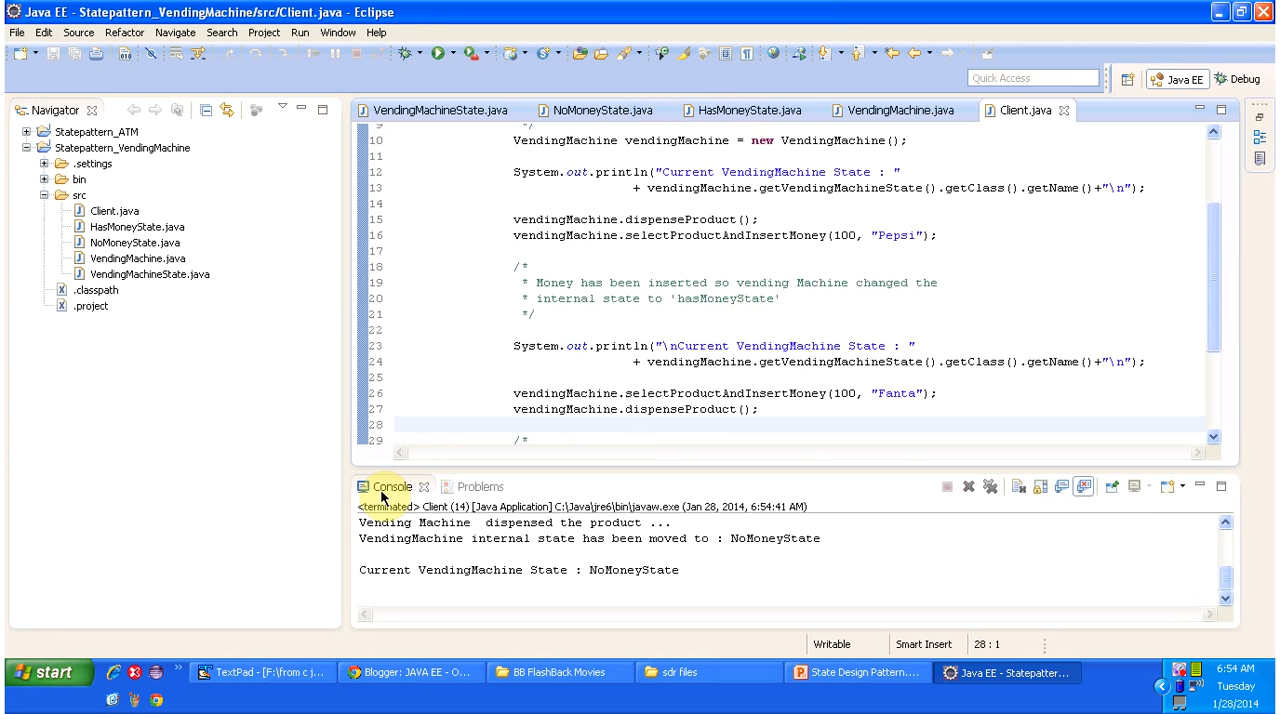 Java EE - Statepattern_VendingMachine/src/Client.java - Eclipse
File Edit Source Refactor Navigate Search Project Run Window Help
Quick Access
Java EE
Debug
Navigator
VendingMachineState.java
NoMoneyState.java
HasMoneyState.java
VendingMachine.java
Client.java
Statepattern_ATM
Statepattern_VendingMachine
.settings
bin
src
Client.java
HasMoneyState.java
NoMoneyState.java
VendingMachine.java
VendingMachineState.java
.classpath
.project
9 */
10 VendingMachine vendingMachine = new VendingMachine();
11
12 System.out.println("Current VendingMachine State : "
13 + vendingMachine.getVendingMachineState().getClass().getName()+"\n");
14
15 vendingMachine.dispenseProduct();
16 vendingMachine.selectProductAndInsertMoney(100, "Pepsi");
17
18 /*
19 * Money has been inserted so vending Machine changed the
20 * internal state to 'hasMoneyState'
21 */
22
23 System.out.println("\nCurrent VendingMachine State : "
24 + vendingMachine.getVendingMachineState().getClass().getName()+"\n");
25
26 vendingMachine.selectProductAndInsertMoney(100, "Fanta");
27 vendingMachine.dispenseProduct();
28
29 /*
Console
Problems
<terminated> Client (14) [Java Application] C:\Java\jre6\bin\javaw.exe (Jan 28, 2014, 6:54:41 AM)
Vending Machine  dispensed the product ...
VendingMachine internal state has been moved to : NoMoneyState
Current VendingMachine State : NoMoneyState
Writable
Smart Insert
28 : 1
start
TextPad - [F:\from c j...
Blogger: JAVA EE - O...
BB FlashBack Movies
sdr files
State Design Pattern....
Java EE - Statepatter...
6:54 AM
Tuesday
1/28/2014